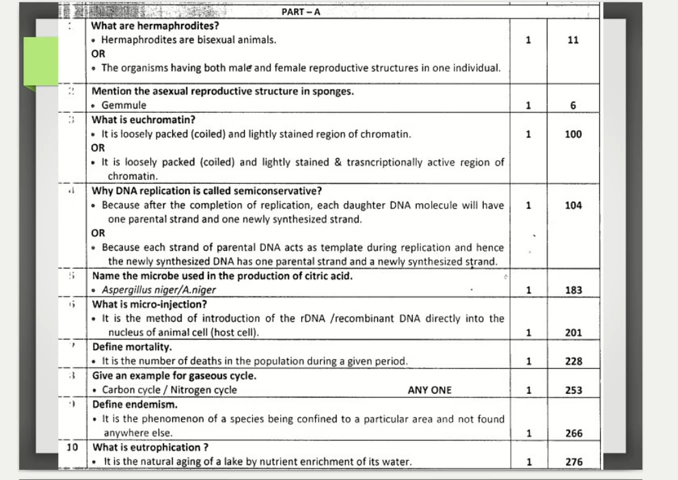 PART – A
What are hermaphrodites?
• Hermaphrodites are bisexual animals. 1 11
OR
• The organisms having both male and female reproductive structures in one individual.
2 Mention the asexual reproductive structure in sponges.
• Gemmule 1 6
3 What is euchromatin?
• It is loosely packed (coiled) and lightly stained region of chromatin. 1 100
OR
• It is loosely packed (coiled) and lightly stained & trasncriptionally active region of
chromatin.
4 Why DNA replication is called semiconservative?
• Because after the completion of replication, each daughter DNA molecule will have 1 104
one parental strand and one newly synthesized strand.
OR
• Because each strand of parental DNA acts as template during replication and hence
the newly synthesized DNA has one parental strand and a newly synthesized strand.
5 Name the microbe used in the production of citric acid.
• Aspergillus niger/A.niger 1 183
6 What is micro-injection?
• It is the method of introduction of the rDNA /recombinant DNA directly into the
nucleus of animal cell (host cell). 1 201
Define mortality.
• It is the number of deaths in the population during a given period. 1 228
Give an example for gaseous cycle.
• Carbon cycle / Nitrogen cycle ANY ONE 1 253
Define endemism.
• It is the phenomenon of a species being confined to a particular area and not found
anywhere else. 1 266
10 What is eutrophication ?
• It is the natural aging of a lake by nutrient enrichment of its water. 1 276